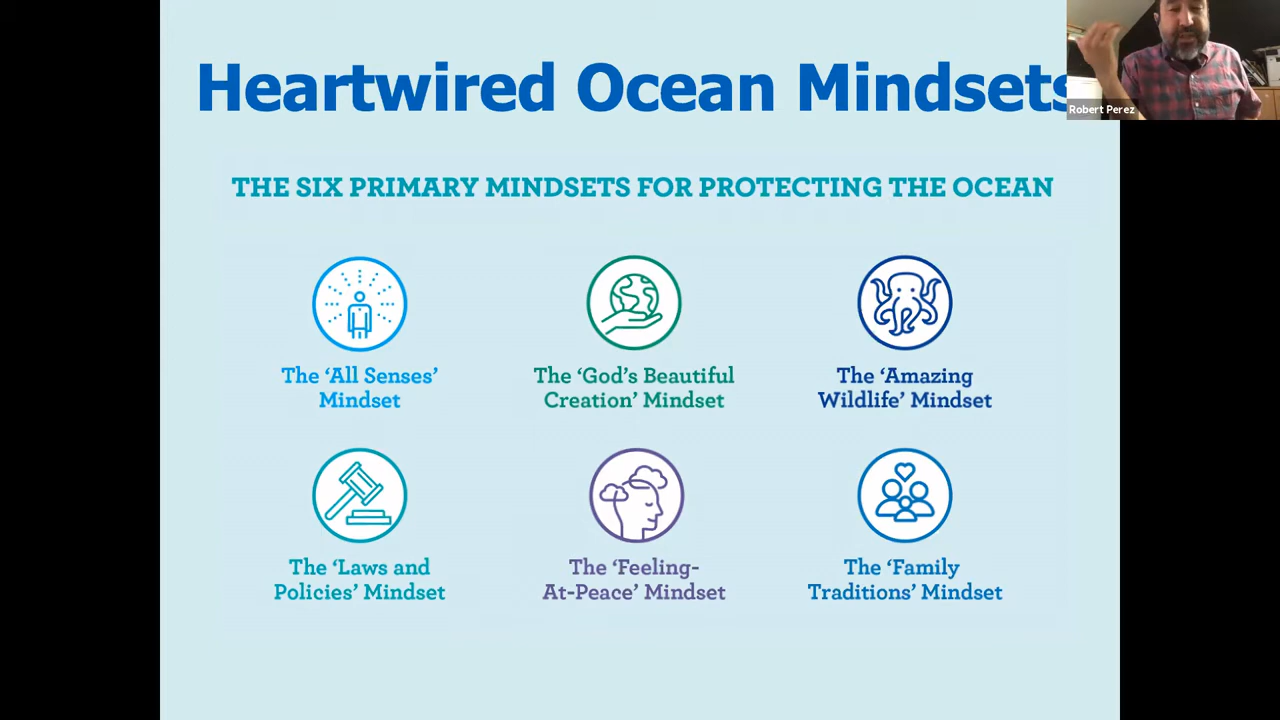 Heartwired Ocean Mindsets
Robert Perez
THE SIX PRIMARY MINDSETS FOR PROTECTING THE OCEAN
The ‘All Senses’
Mindset
The ‘God’s Beautiful
Creation’ Mindset
The ‘Amazing
Wildlife’ Mindset
The ‘Laws and
Policies’ Mindset
The ‘Feeling-
At-Peace’ Mindset
The ‘Family
Traditions’ Mindset